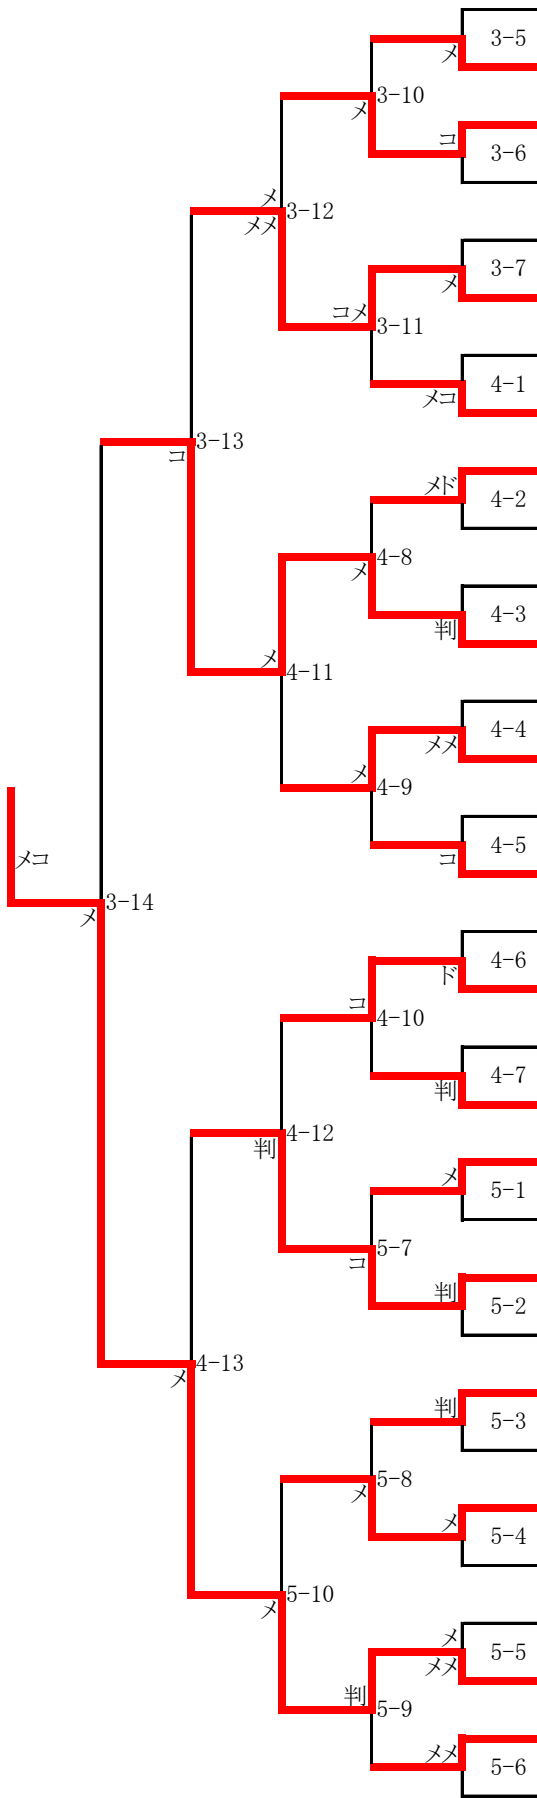 3-5
メ
3-10
メ
コ
3-6
メ
3-12
メメ
3-7
メ
コメ
3-11
4-1
メコ
3-13
コ
メド
4-2
4-8
メ
4-3
判
メ
4-11
4-4
メメ
メ
4-9
4-5
コ
メコ
3-14
メ
4-6
ド
コ
4-10
4-7
判
4-12
判
メ
5-1
5-7
コ
判
5-2
4-13
メ
判
5-3
5-8
メ
メ
5-4
5-10
メ
メ
5-5
メメ
判
5-9
メメ
5-6